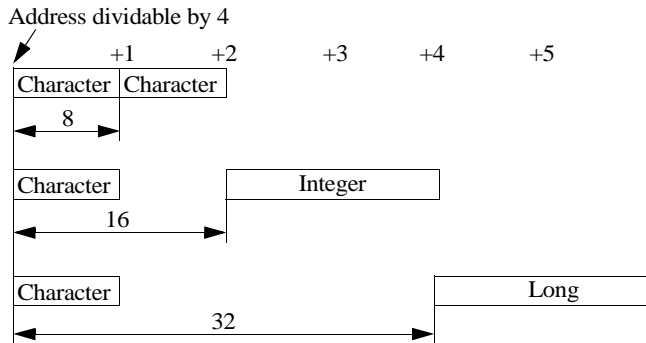 Address dividable by 4
+1 +2 +3 +4 +5
Character Character
8
Character Integer
16
Character Long
32